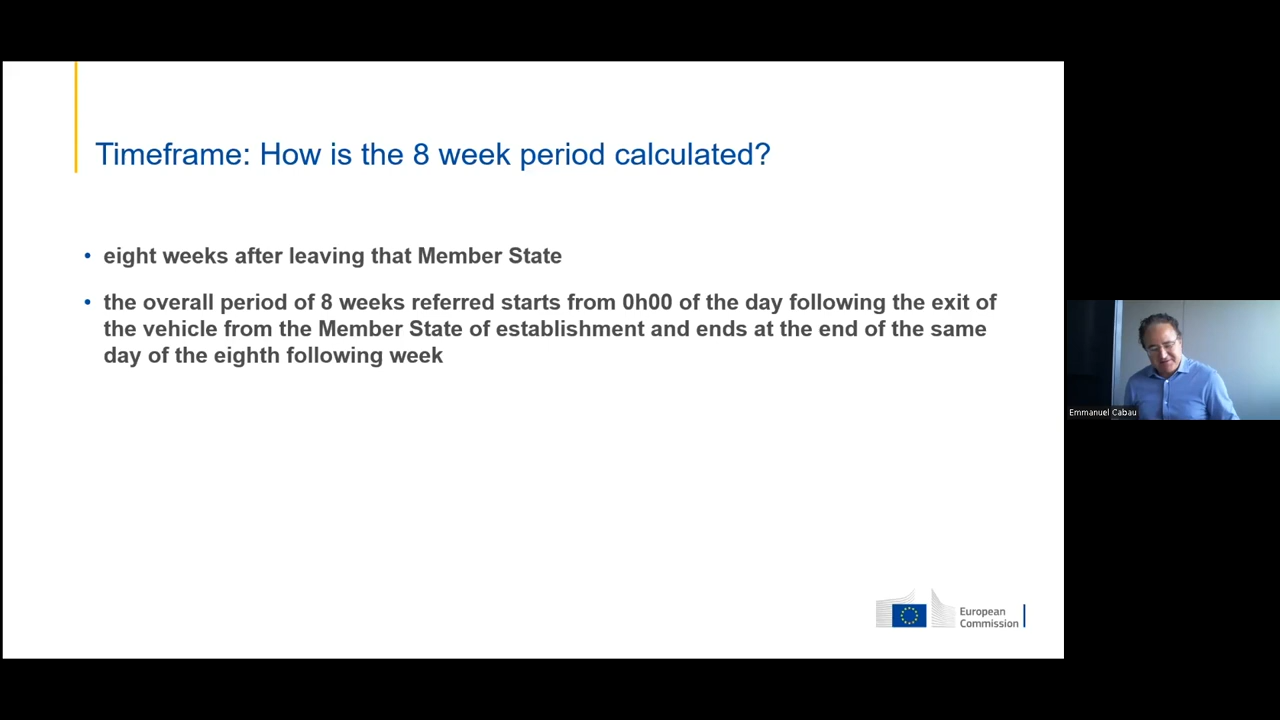 Timeframe: How is the 8 week period calculated?
• eight weeks after leaving that Member State
• the overall period of 8 weeks referred starts from 0h00 of the day following the exit of
the vehicle from the Member State of establishment and ends at the end of the same
day of the eighth following week
Emmanuel Cabau
European
Commission